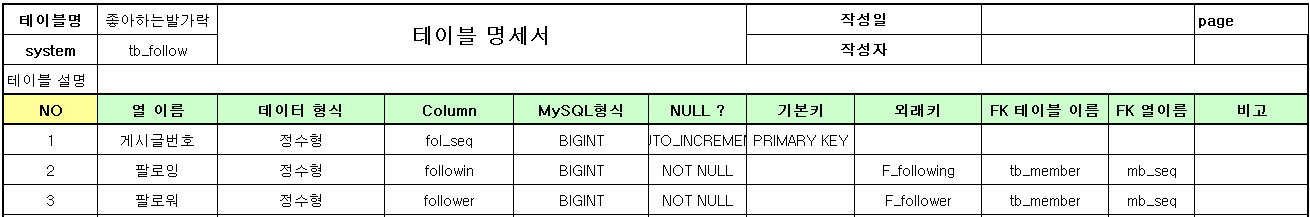 테이블명 좋아하는발가락 테이블 명세서 작성일 page
system tb_follow 작성자
테이블 설명
NO 열 이름 데이터 형식 Column MySQL형식 NULL ? 기본키 외래키 FK 테이블 이름 FK 열이름 비고
1 게시글번호 정수형 fol_seq BIGINT UTO_INCREMEN PRIMARY KEY
2 팔로잉 정수형 followin BIGINT NOT NULL F_following tb_member mb_seq
3 팔로워 정수형 follower BIGINT NOT NULL F_follower tb_member mb_seq